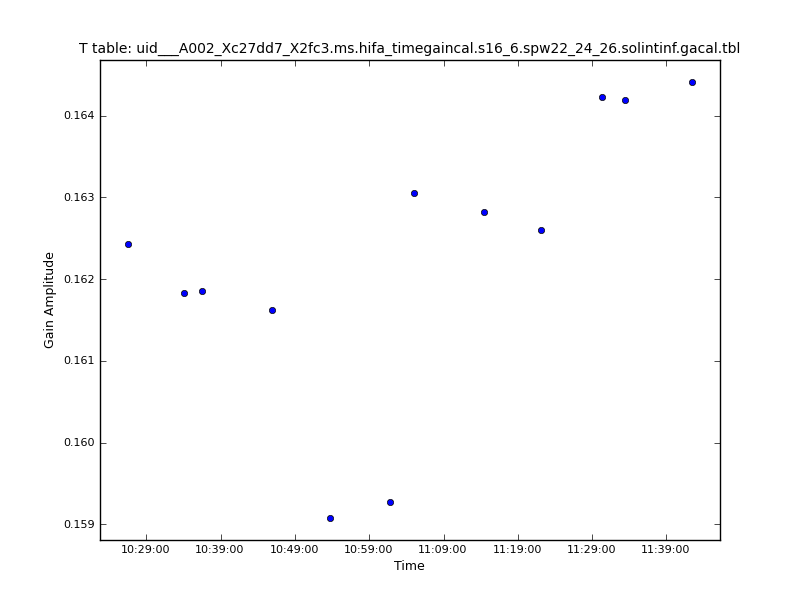 T table: uid___A002_Xc27dd7_X2fc3.ms.hifa_timegaincal.s16_6.spw22_24_26.solintinf.gacal.tbl
0.164
0.163
0.162
0.161
0.160
0.159
Gain Amplitude
10:29:00 10:39:00 10:49:00 10:59:00 11:09:00 11:19:00 11:29:00 11:39:00
Time